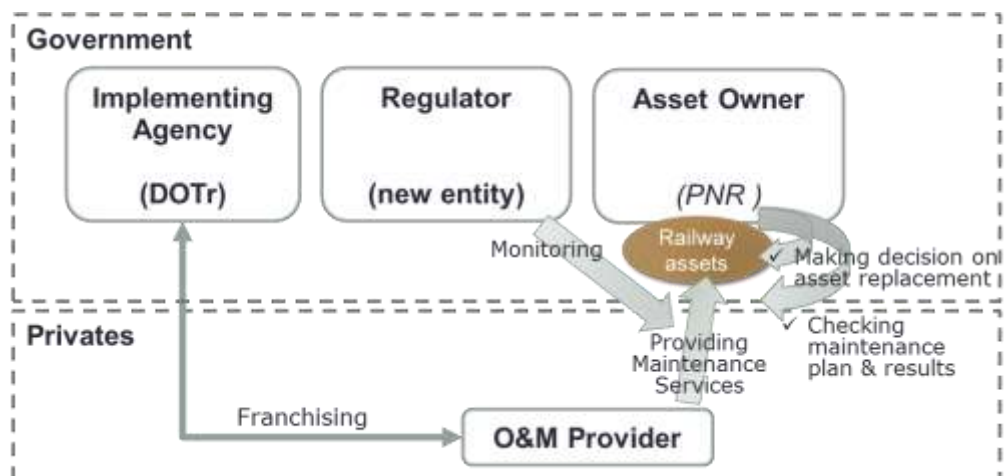 Government
Implementing
Agency
(DOTr)
Regulator
(new entity)
Asset Owner
(PNR )
Railway
assets
Monitoring
✓ Making decision on
asset replacement
Privates
✓ Checking
maintenance
plan & results
Providing
Maintenance
Services
Franchising
O&M Provider